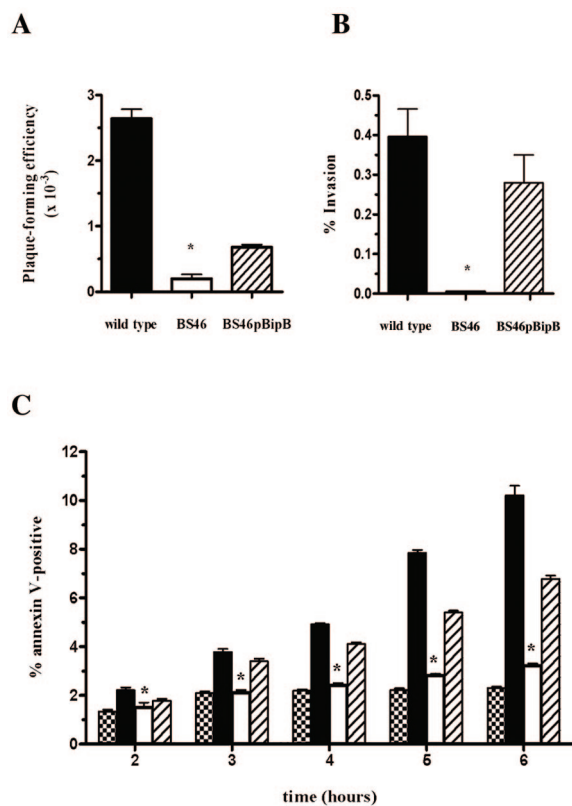 A
B
Plaque-forming efficiency
(x 10⁻³)
3
2
1
0
*
wild type BS46 BS46pBipB
% Invasion
0.5
0.4
0.3
0.2
0.1
0.0
*
wild type BS46 BS46pBipB
C
% annexin V-positive
12
10
8
6
4
2
0
* * * * *
2 3 4 5 6
time (hours)